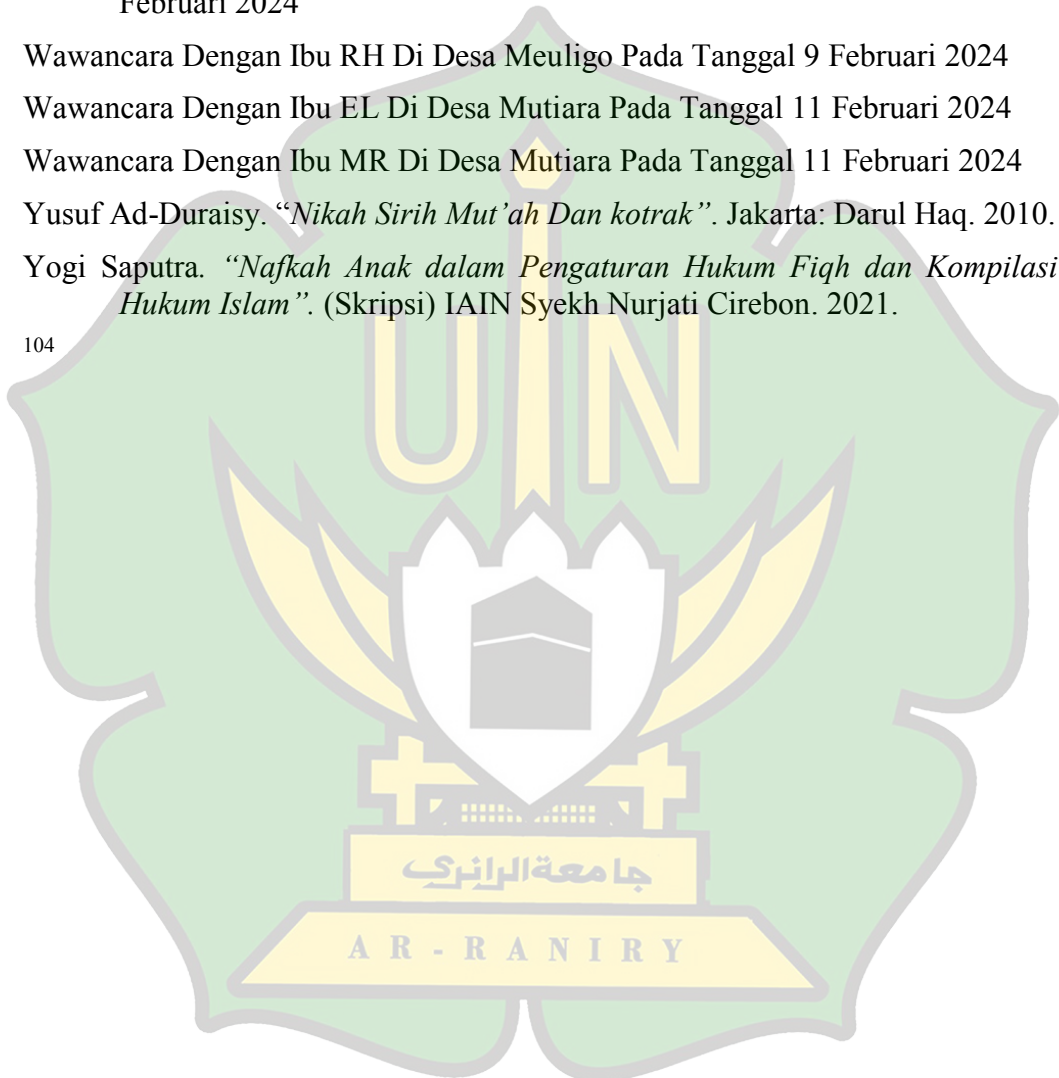 Februari 2024
Wawancara Dengan Ibu RH Di Desa Meuligo Pada Tanggal 9 Februari 2024
Wawancara Dengan Ibu EL Di Desa Mutiara Pada Tanggal 11 Februari 2024
Wawancara Dengan Ibu MR Di Desa Mutiara Pada Tanggal 11 Februari 2024
Yusuf Ad-Duraisy. “Nikah Sirih Mut’ah Dan kotrak”. Jakarta: Darul Haq. 2010.
Yogi Saputra. “Nafkah Anak dalam Pengaturan Hukum Fiqh dan Kompilasi
Hukum Islam”. (Skripsi) IAIN Syekh Nurjati Cirebon. 2021.
104
UIN
جامعة الرانري
AR-RANIRY